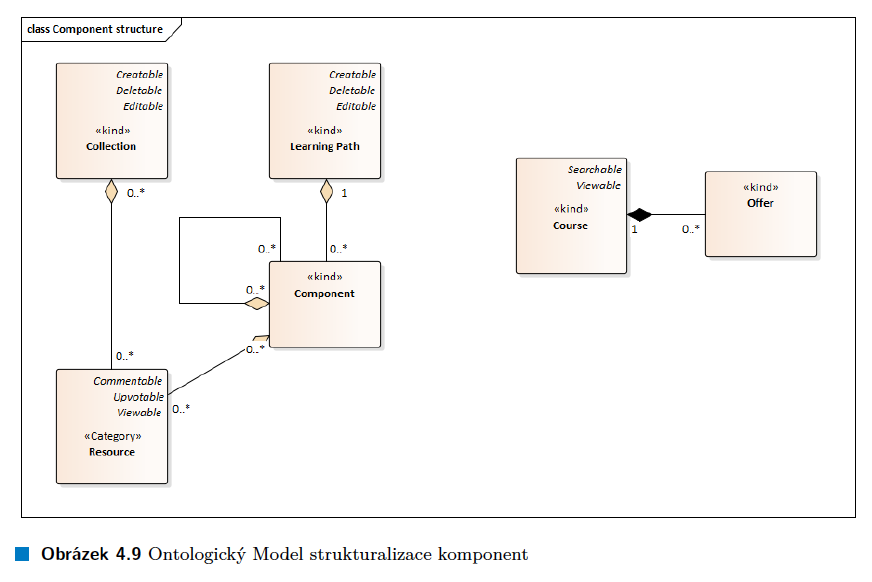 class Component structure
Creatable
Deletable
Editable
«kind»
Collection
0..*
Creatable
Deletable
Editable
«kind»
Learning Path
1
Searchable
Viewable
«kind»
Course
1
0..*
«kind»
Offer
0..*
0..*
0..*
«kind»
Component
0..*
0..*
Commentable
Upvotable
Viewable
0..*
«Category»
Resource
Obrázek 4.9 Ontologický Model strukturalizace komponent